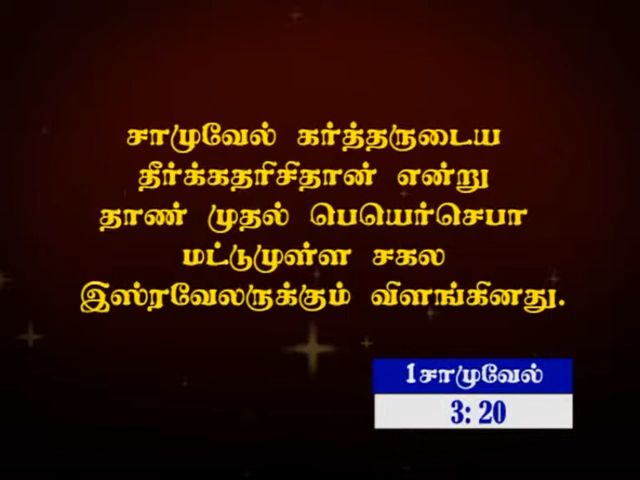 சாமுவேல் கர்த்தருடைய
தீர்க்கதரிசிதான் என்று
தாண் முதல் பெயெர்செபா
மட்டுமுள்ள சகல
இஸ்ரவேலருக்கும் விளங்கினது.
1சாமுவேல்
3: 20